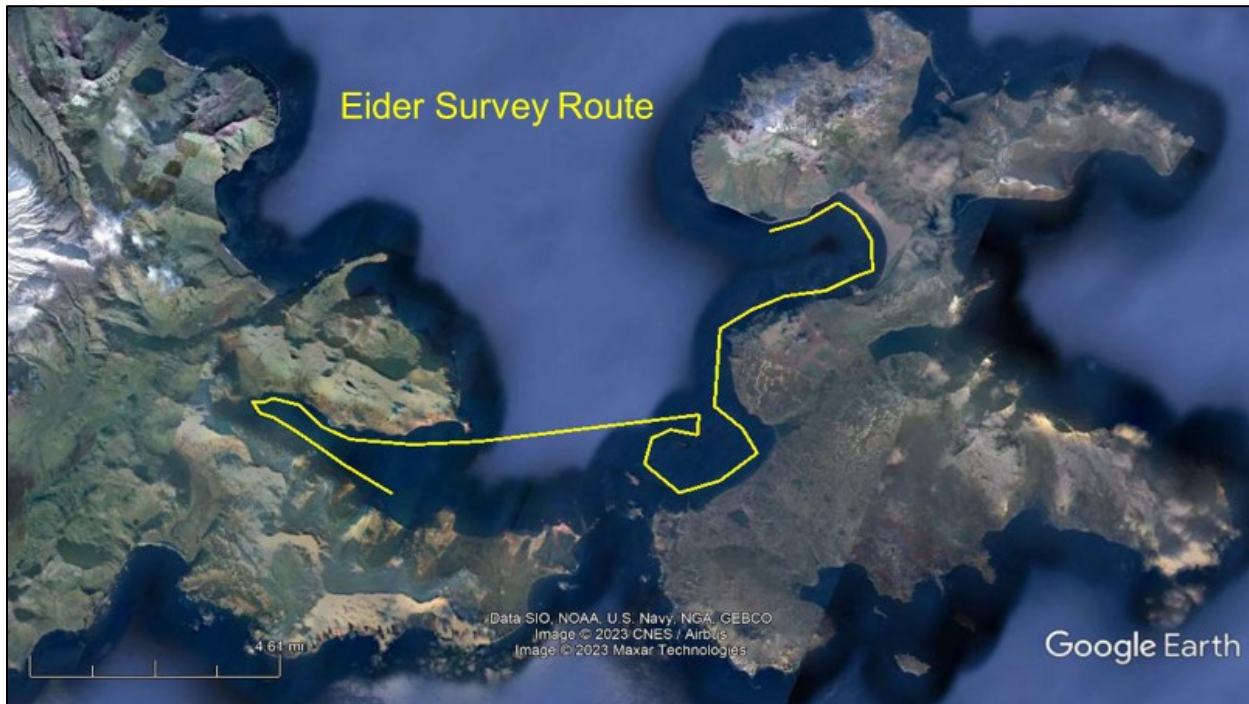 Eider Survey Route
Data SIO, NOAA, U.S. Navy, NGA, GEBCO
Image © 2023 CNES / Airbus
Image © 2023 Maxar Technologies
4.61 mi
Google Earth